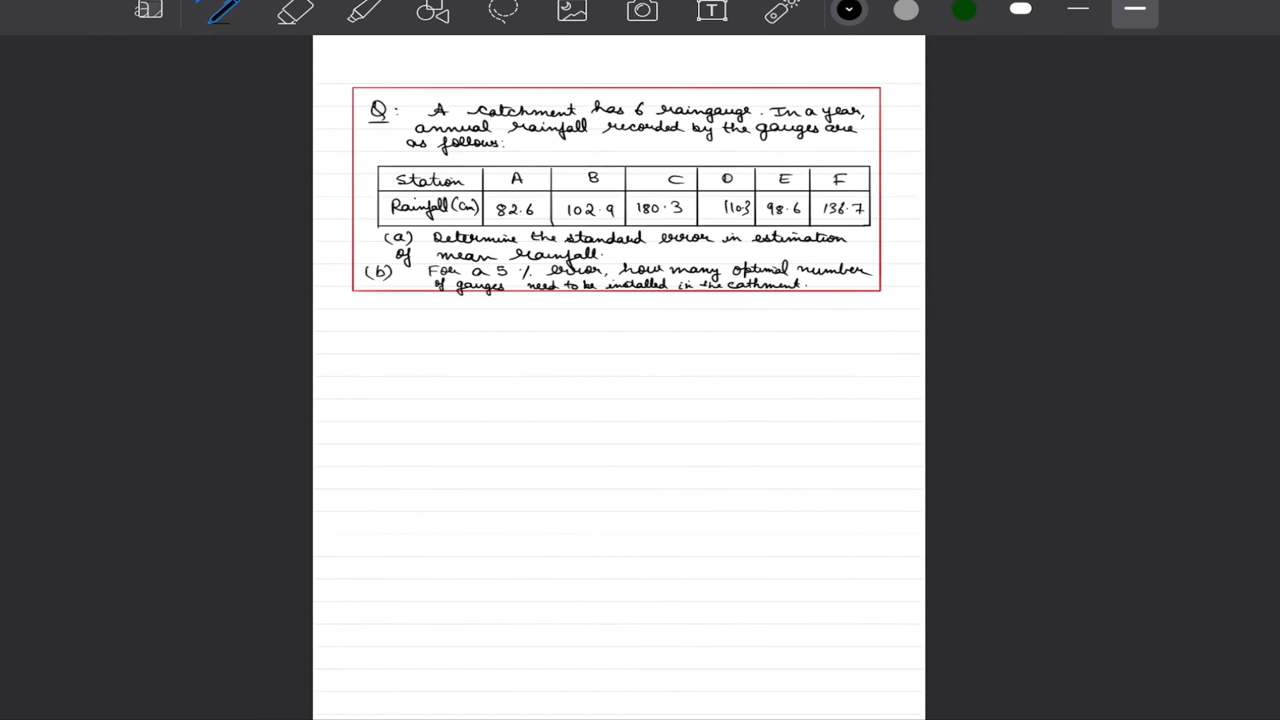 Q: A catchment has 6 raingauge. In a year,
annual rainfall recorded by the gauges are
as follows:
Station A B C D E F
Rainfall (cm) 82.6 102.9 180.3 110.3 98.6 136.7
(a) Determine the standard error in estimation
of mean rainfall.
(b) For a 5 % error, how many optimal number
of gauges need to be installed in the cathment.